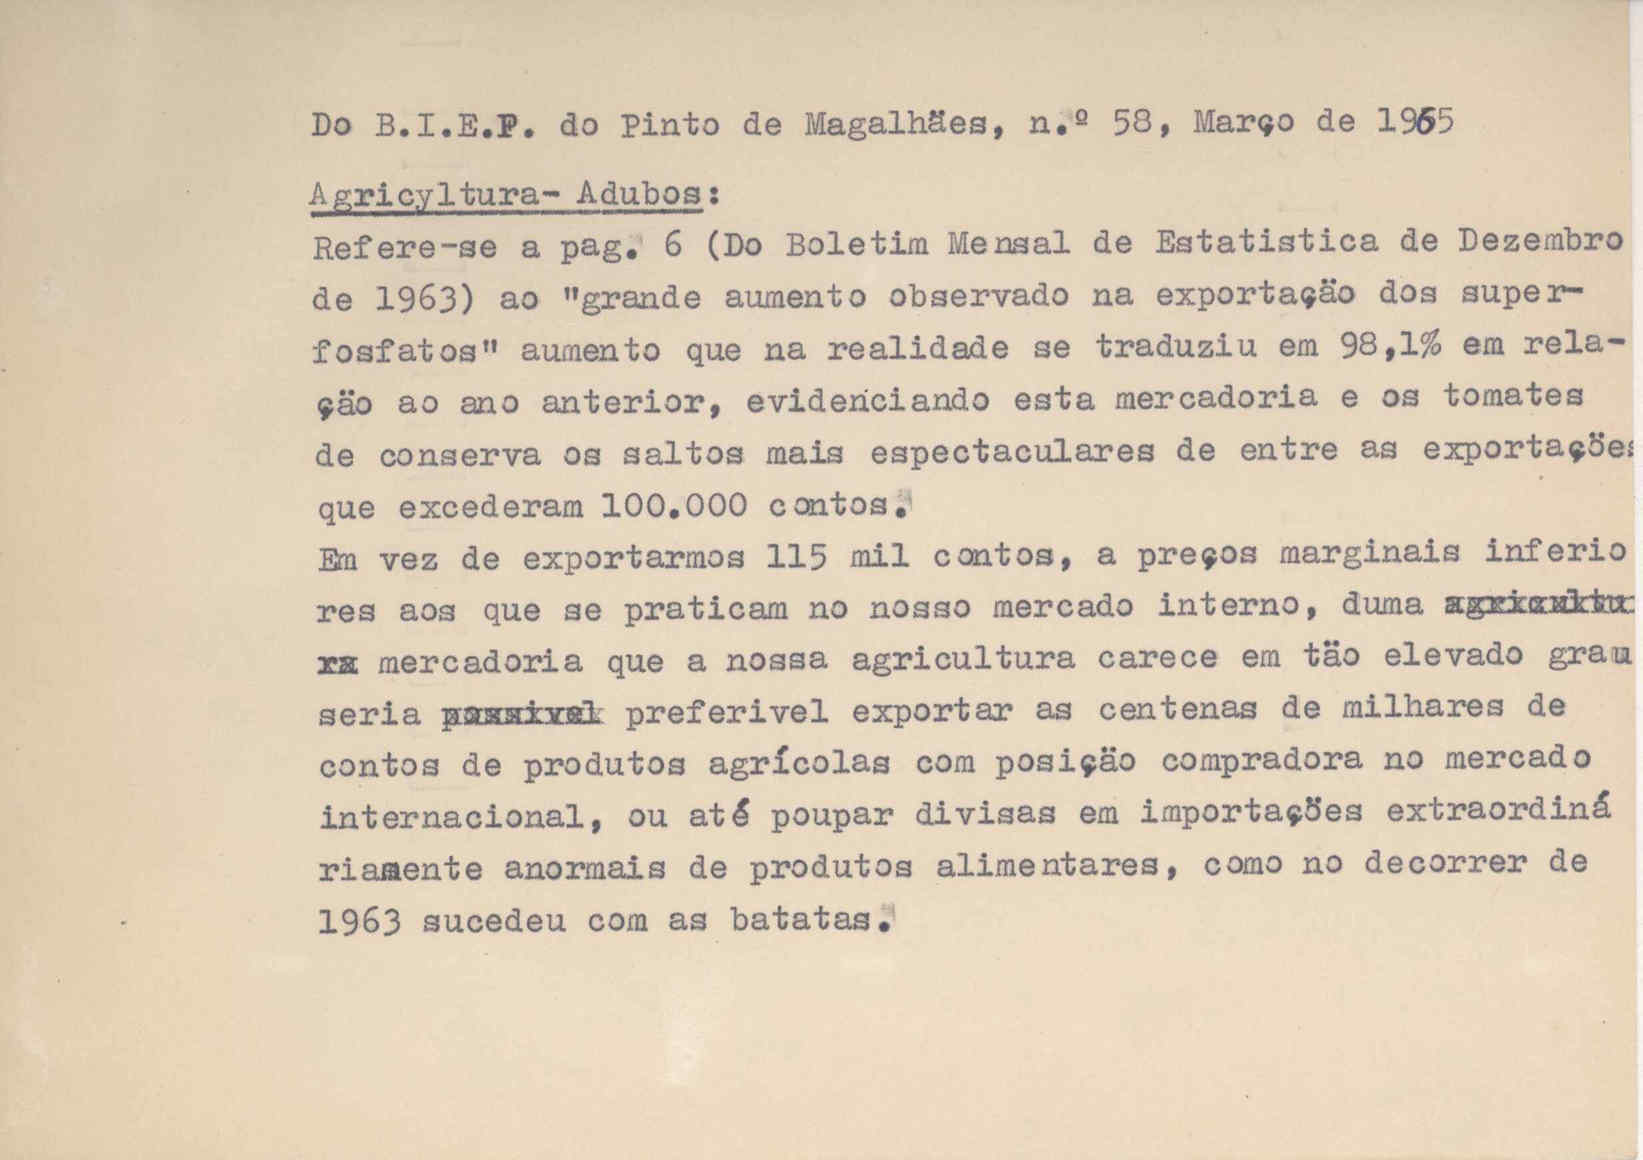 Do B.I.E.P. do Pinto de Magalhães, n.º 58, Março de 1965
Agricyltura- Adubos:
Refere-se a pag. 6 (Do Boletim Mensal de Estatistica de Dezembro
de 1963) ao "grande aumento observado na exportação dos super-
fosfatos" aumento que na realidade se traduziu em 98,1% em rela-
ção ao ano anterior, evidenciando esta mercadoria e os tomates
de conserva os saltos mais espectaculares de entre as exportações
que excederam 100.000 contos.
Em vez de exportarmos 115 mil contos, a preços marginais inferio
res aos que se praticam no nosso mercado interno, duma agricultu
ra mercadoria que a nossa agricultura carece em tão elevado grau
seria possivel preferivel exportar as centenas de milhares de
contos de produtos agrícolas com posição compradora no mercado
internacional, ou até poupar divisas em importações extraordiná
riamente anormais de produtos alimentares, como no decorrer de
1963 sucedeu com as batatas.